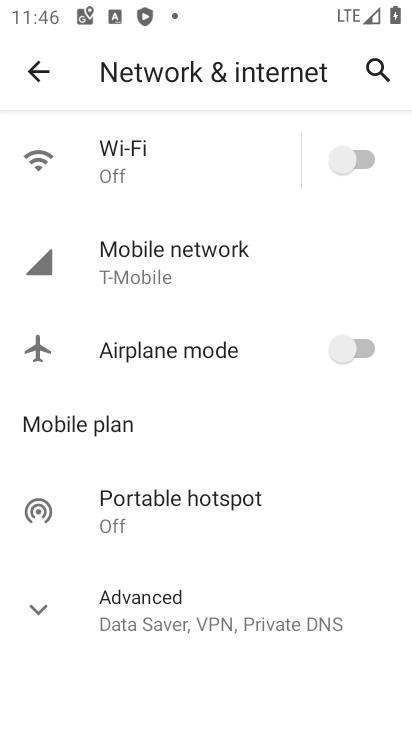 11:46
LTE
Network & internet
Wi-Fi
Off
Mobile network
T-Mobile
Airplane mode
Mobile plan
Portable hotspot
Off
Advanced
Data Saver, VPN, Private DNS